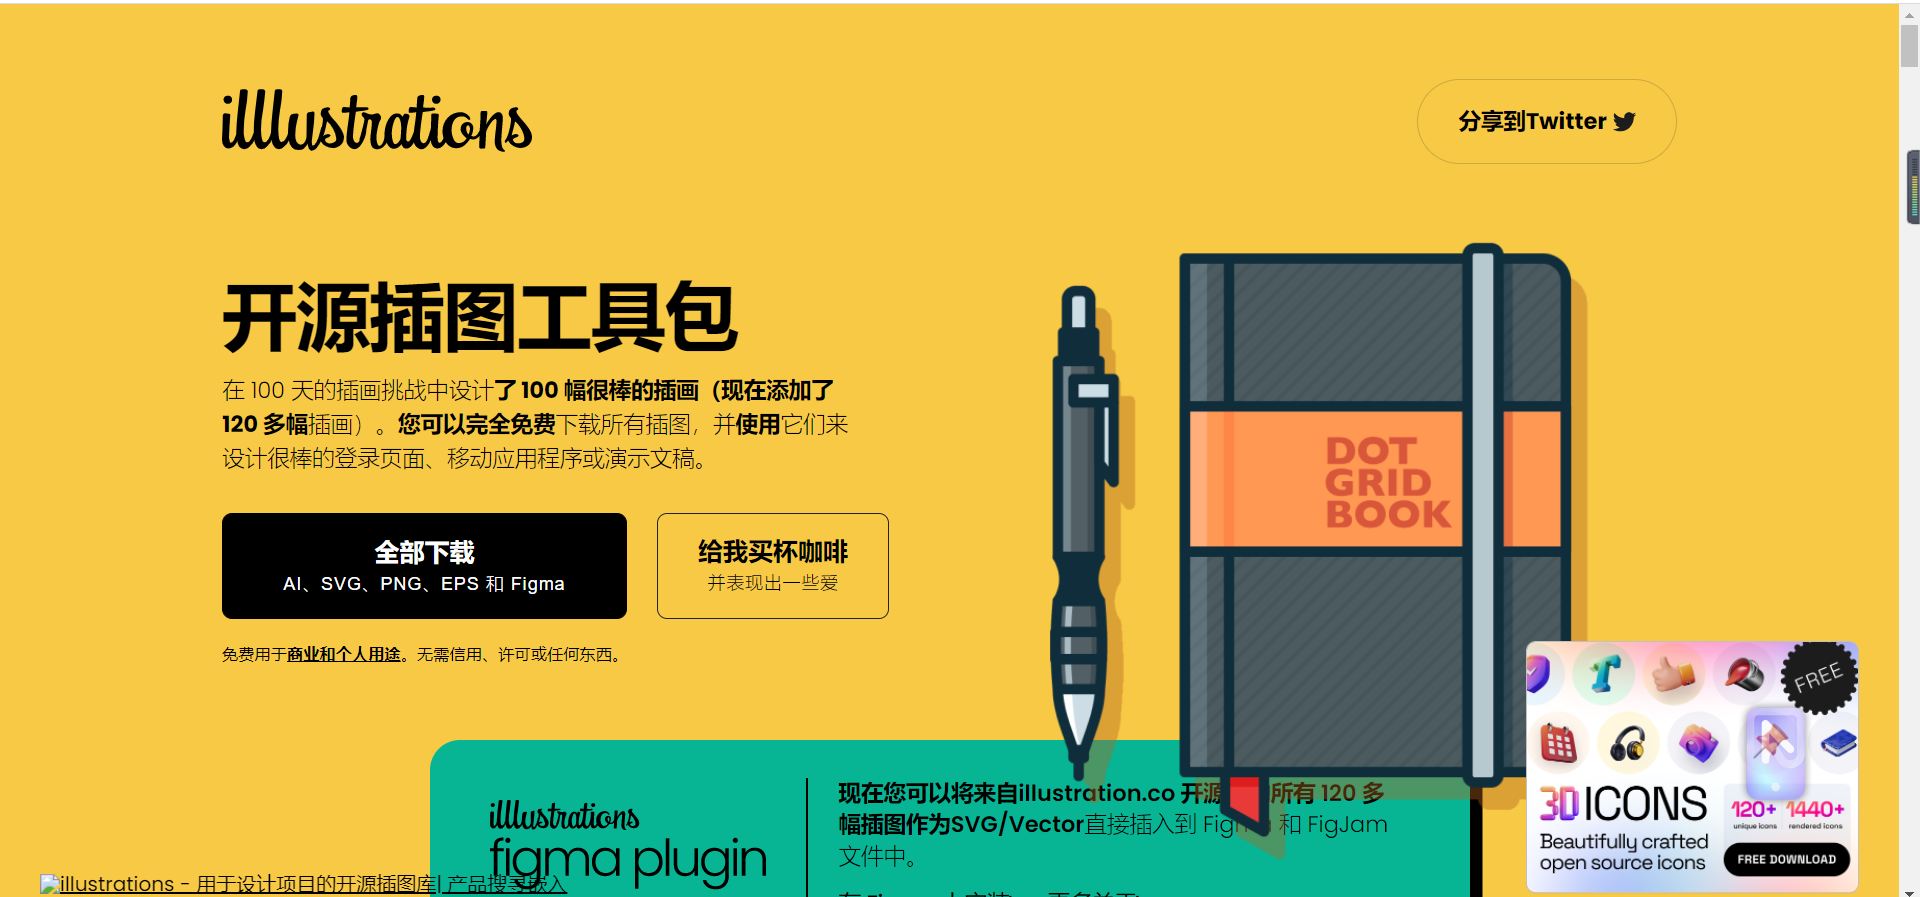 illlustrations
分享到Twitter
开源插图工具包
在 100 天的插画挑战中设计了 100 幅很棒的插画（现在添加了
120 多幅插画）。您可以完全免费下载所有插图，并使用它们来
设计很棒的登录页面、移动应用程序或演示文稿。
全部下载
AI、SVG、PNG、EPS 和 Figma
给我买杯咖啡
并表现出一些爱
免费用于商业和个人用途。无需信用、许可或任何东西。
DOT
GRID
BOOK
FREE
3D ICONS
Beautifully crafted
open source icons
120+
unique icons
1440+
rendered icons
FREE DOWNLOAD
illlustrations
figma plugin
现在您可以将来自illustration.co 开源 所有 120 多
幅插图作为SVG/Vector直接插入到 Figma 和 FigJam
文件中。
illustrations - 用于设计项目的开源插图库| 产品搜寻嵌入